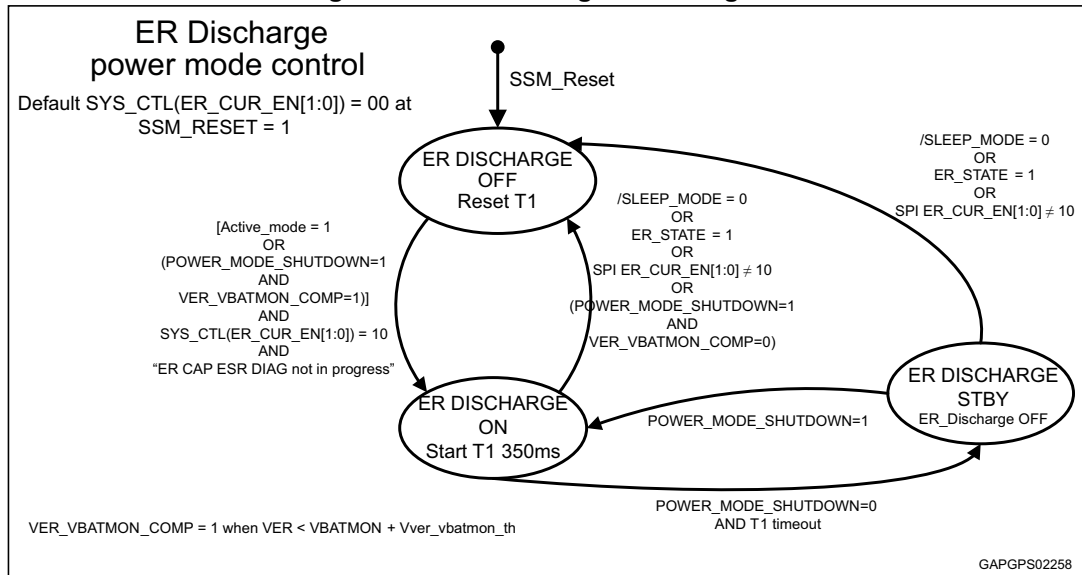 ER Discharge
power mode control
Default SYS_CTL(ER_CUR_EN[1:0]) = 00 at
SSM_RESET = 1
SSM_Reset
ER DISCHARGE
OFF
Reset T1
/SLEEP_MODE = 0
OR
ER_STATE = 1
OR
SPI ER_CUR_EN[1:0] ≠ 10
[Active_mode = 1
OR
(POWER_MODE_SHUTDOWN=1
AND
VER_VBATMON_COMP=1)]
AND
SYS_CTL(ER_CUR_EN[1:0]) = 10
AND
“ER CAP ESR DIAG not in progress”
/SLEEP_MODE = 0
OR
ER_STATE = 1
OR
SPI ER_CUR_EN[1:0] ≠ 10
OR
(POWER_MODE_SHUTDOWN=1
AND
VER_VBATMON_COMP=0)
ER DISCHARGE
STBY
ER_Discharge OFF
ER DISCHARGE
ON
Start T1 350ms
POWER_MODE_SHUTDOWN=1
POWER_MODE_SHUTDOWN=0
AND T1 timeout
VER_VBATMON_COMP = 1 when VER < VBATMON + Vver_vbatmon_th
GAPGPS02258